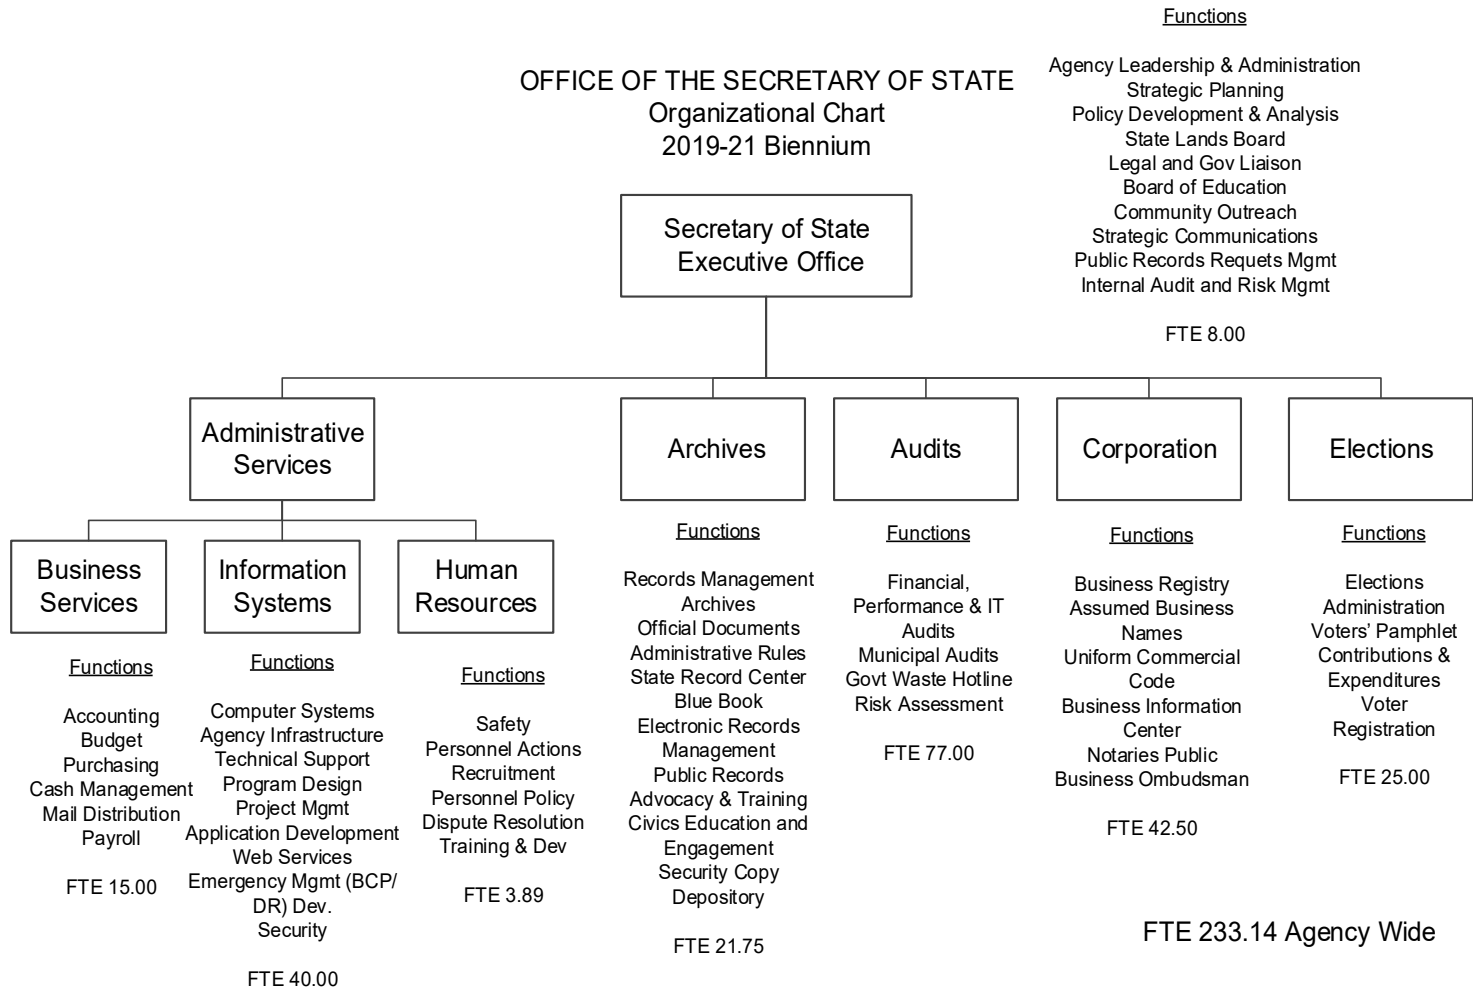 OFFICE OF THE SECRETARY OF STATE
Organizational Chart
2019-21 Biennium
Functions
Agency Leadership & Administration
Strategic Planning
Policy Development & Analysis
State Lands Board
Legal and Gov Liaison
Board of Education
Community Outreach
Strategic Communications
Public Records Requets Mgmt
Internal Audit and Risk Mgmt
FTE 8.00
Secretary of State
Executive Office
Administrative
Services
Business
Services
Functions
Accounting
Budget
Purchasing
Cash Management
Mail Distribution
Payroll
FTE 15.00
Information
Systems
Functions
Computer Systems
Agency Infrastructure
Technical Support
Program Design
Project Mgmt
Application Development
Web Services
Emergency Mgmt (BCP/
DR) Dev.
Security
FTE 40.00
Human
Resources
Functions
Safety
Personnel Actions
Recruitment
Personnel Policy
Dispute Resolution
Training & Dev
FTE 3.89
Archives
Functions
Records Management
Archives
Official Documents
Administrative Rules
State Record Center
Blue Book
Electronic Records
Management
Public Records
Advocacy & Training
Civics Education and
Engagement
Security Copy
Depository
FTE 21.75
Audits
Functions
Financial,
Performance & IT
Audits
Municipal Audits
Govt Waste Hotline
Risk Assessment
FTE 77.00
Corporation
Functions
Business Registry
Assumed Business
Names
Uniform Commercial
Code
Business Information
Center
Notaries Public
Business Ombudsman
FTE 42.50
Elections
Functions
Elections
Administration
Voters’ Pamphlet
Contributions &
Expenditures
Voter
Registration
FTE 25.00
FTE 233.14 Agency Wide